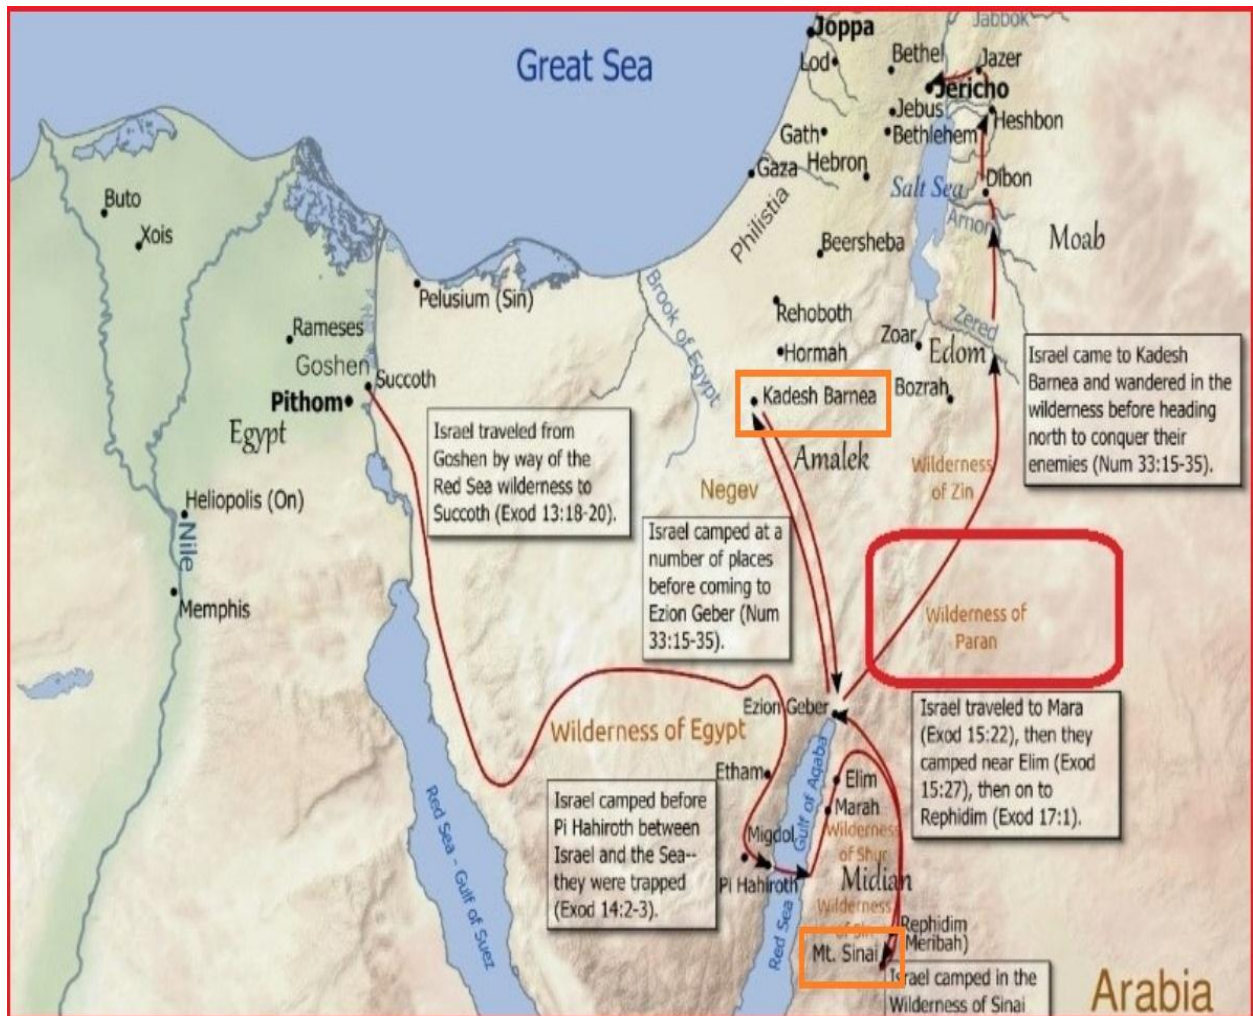 Great Sea
Joppa
Lod
Bethel
Jabbok
Jazer
Jericho
Jebus
Heshbon
Gath
Bethlehem
Gaza
Hebron
Salt Sea
Dibon
Philistia
Arnon
Moab
Beersheba
Buto
Xois
Pelusium (Sin)
Brook of Egypt
Rehoboth
Zered
Rameses
Hormah
Zoar
Edom
Goshen
Succoth
Pithom
Egypt
Kadesh Barnea
Bozrah
Israel came to Kadesh
Barnea and wandered in the
wilderness before heading
north to conquer their
enemies (Num 33:15-35).
Israel traveled from
Goshen by way of the
Red Sea wilderness to
Succoth (Exod 13:18-20).
Amalek
Wilderness
of Zin
Negev
Heliopolis (On)
Nile
Memphis
Israel camped at a
number of places
before coming to
Ezion Geber (Num
33:15-35).
Wilderness of
Paran
Ezion Geber
Wilderness of Egypt
Israel traveled to Mara
(Exod 15:22), then they
camped near Elim (Exod
15:27), then on to
Rephidim (Exod 17:1).
Etham
Gulf of Aqaba
Elim
Marah
Israel camped before
Pi Hahiroth between
Israel and the Sea--
they were trapped
(Exod 14:2-3).
Red Sea - Gulf of Suez
Migdol
Wilderness
of Shur
Pi Hahiroth
Midian
Wilderness
of Sin
Red Sea
Rephidim
(Meribah)
Mt. Sinai
Israel camped in the
Wilderness of Sinai
Arabia